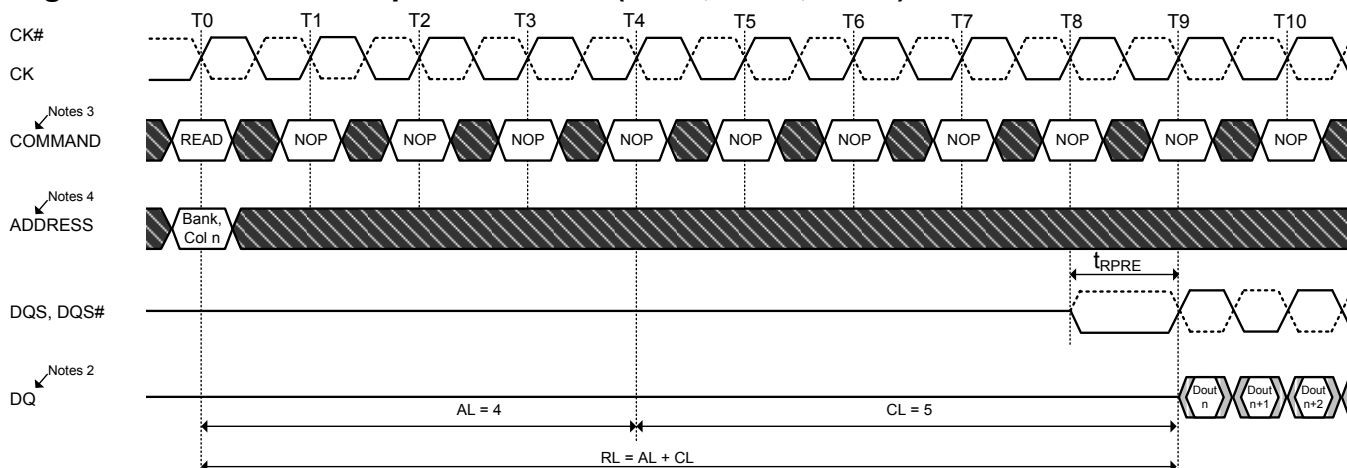 T0 T1 T2 T3 T4 T5 T6 T7 T8 T9 T10
CK#
CK
Notes 3
COMMAND
READ NOP NOP NOP NOP NOP NOP NOP NOP NOP NOP
Notes 4
ADDRESS
Bank,
Col n
tRPRE
DQS, DQS#
Notes 2
DQ
Dout
n
Dout
n+1
Dout
n+2
AL = 4
CL = 5
RL = AL + CL